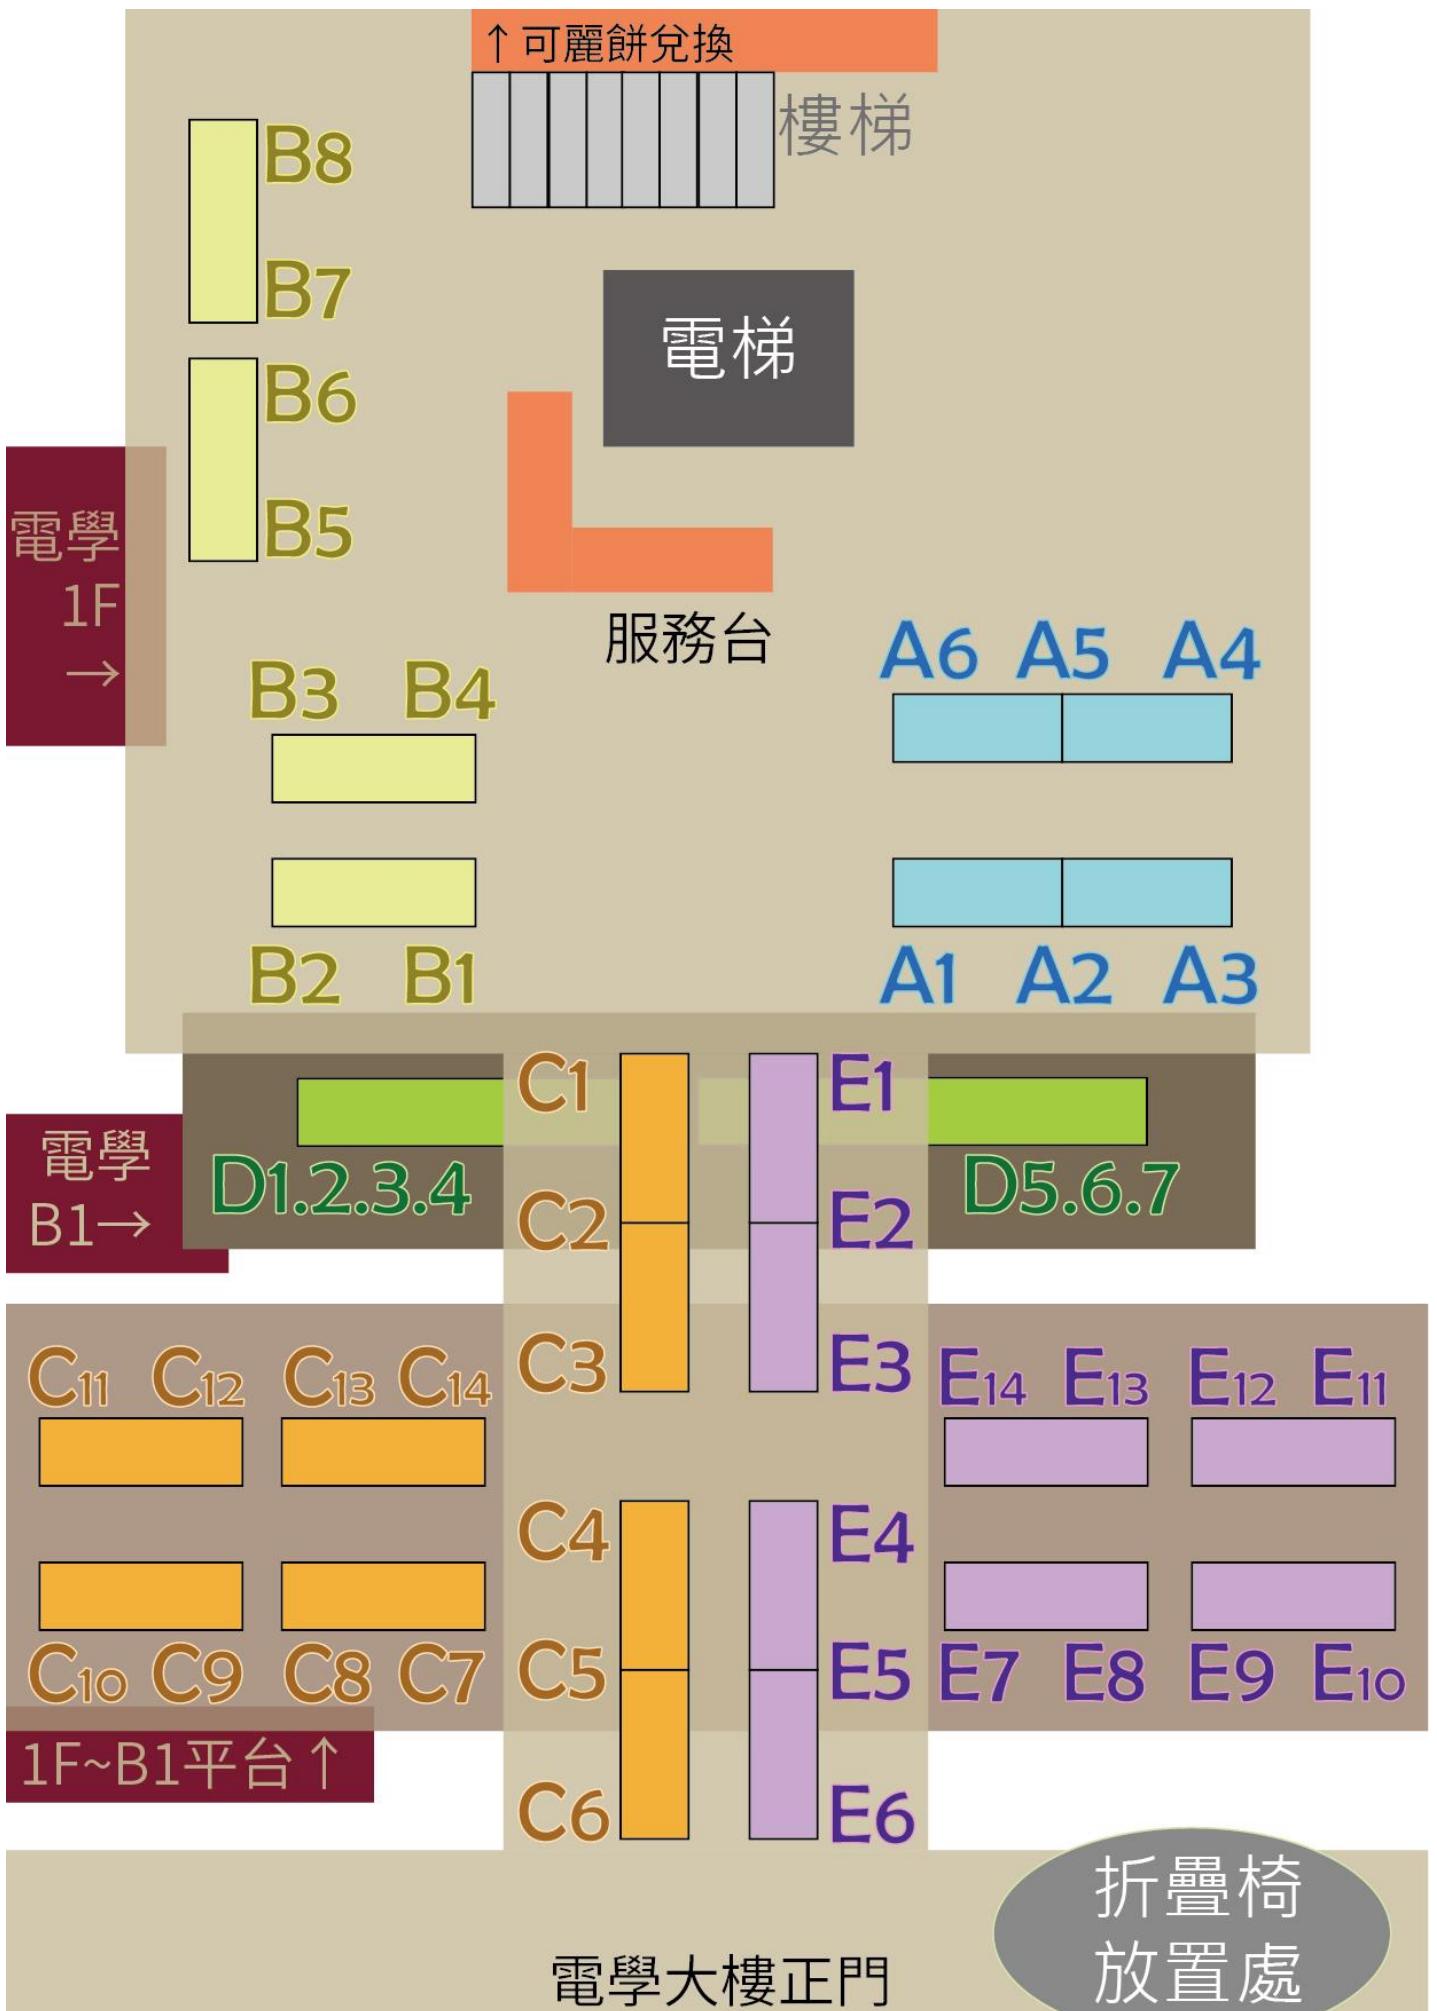 ↑可麗餅兌換
樓梯
B8
B7
電梯
B6
B5
電學
1F
→
服務台
A6 A5 A4
B3 B4
B2 B1
A1 A2 A3
C1
E1
電學
B1→
D1.2.3.4
D5.6.7
C2
E2
C3
E3
C11 C12 C13 C14
E14 E13 E12 E11
C4
E4
C5
E5
C10 C9 C8 C7
E7 E8 E9 E10
1F~B1平台↑
C6
E6
折疊椅
放置處
電學大樓正門